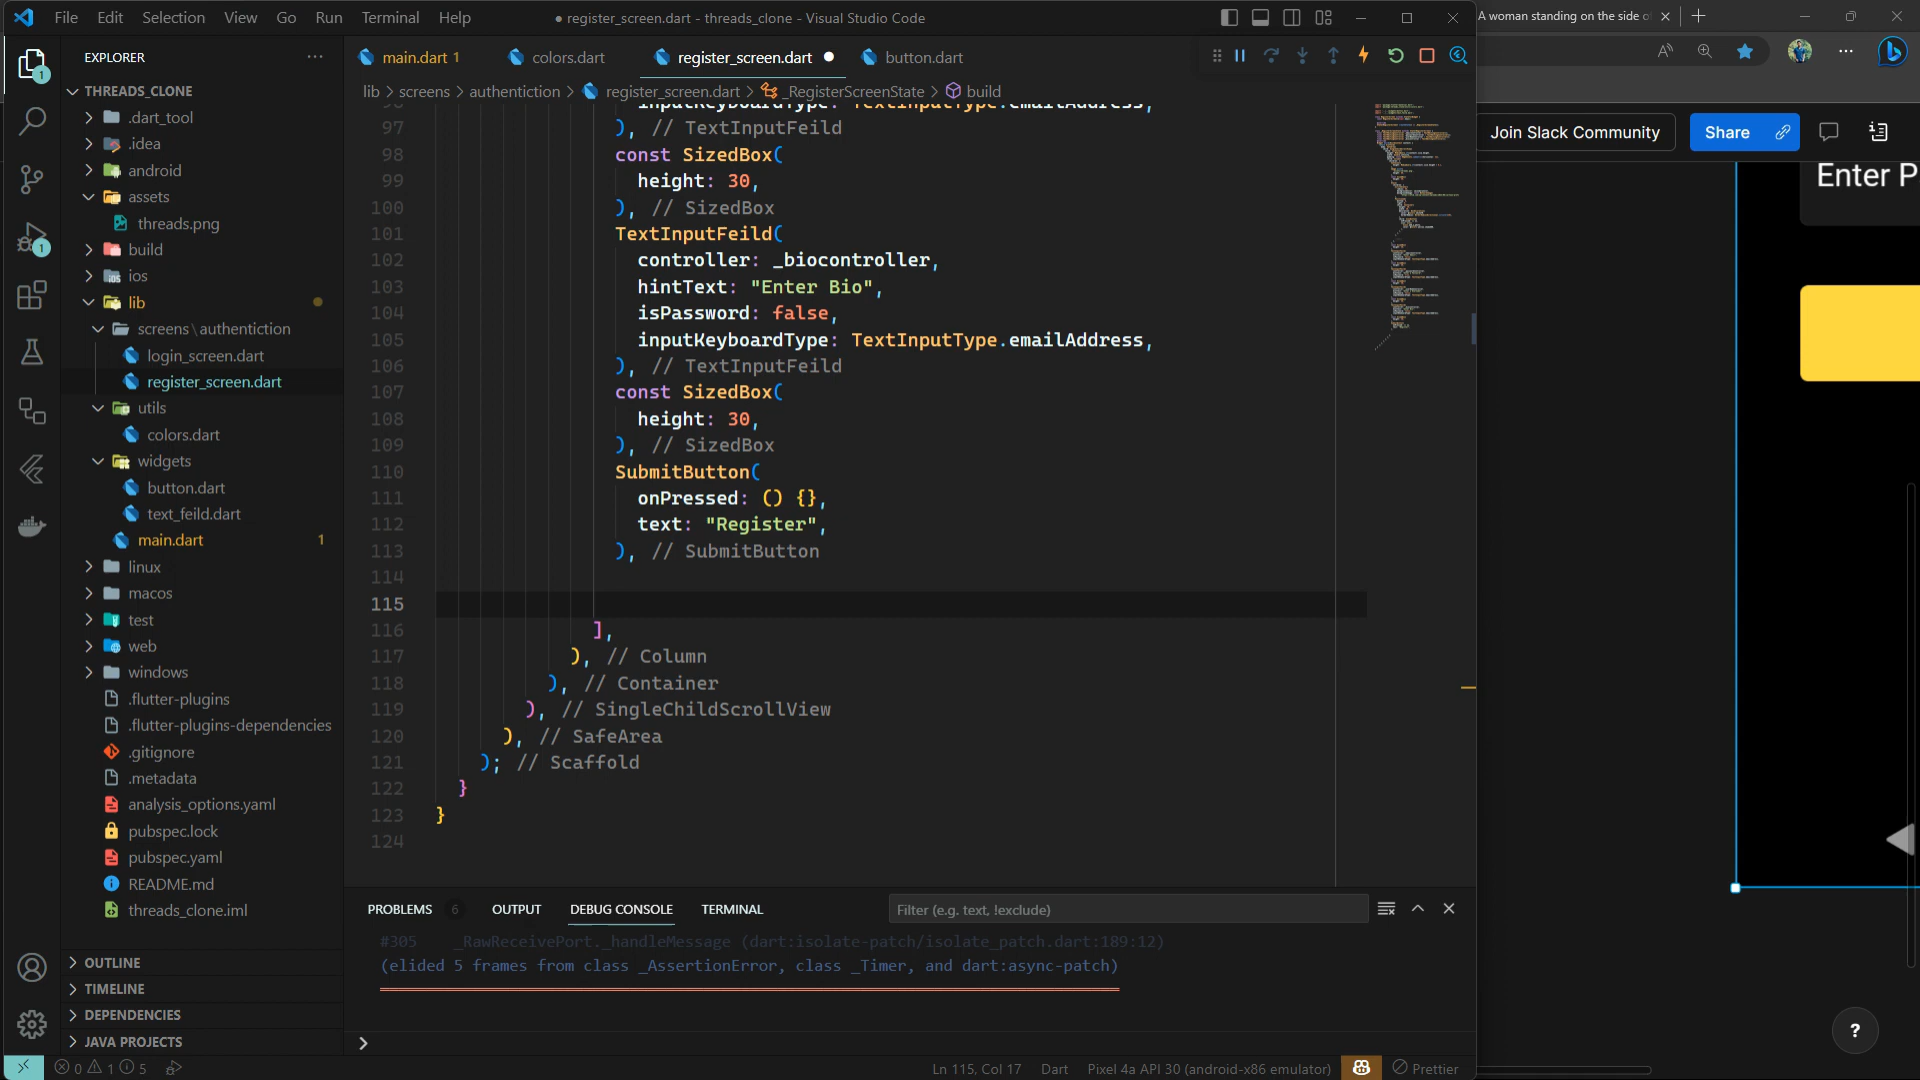 File Edit Selection View Go Run Terminal Help
● register_screen.dart - threads_clone - Visual Studio Code
A woman standing on the side o
EXPLORER
main.dart 1
colors.dart
register_screen.dart
button.dart
lib > screens > authentiction > register_screen.dart > _RegisterScreenState > build
THREADS_CLONE
.dart_tool
.idea
android
assets
threads.png
build
ios
lib
screens\authentiction
login_screen.dart
register_screen.dart
utils
colors.dart
widgets
button.dart
text_feild.dart
main.dart 1
linux
macos
test
web
windows
.flutter-plugins
.flutter-plugins-dependencies
.gitignore
.metadata
analysis_options.yaml
pubspec.lock
pubspec.yaml
README.md
threads_clone.iml
OUTLINE
TIMELINE
DEPENDENCIES
JAVA PROJECTS
96 inputKeyboardType: TextInputType.emailAddress,
97 ), // TextInputFeild
98 const SizedBox(
99 height: 30,
100 ), // SizedBox
101 TextInputFeild(
102 controller: _biocontroller,
103 hintText: "Enter Bio",
104 isPassword: false,
105 inputKeyboardType: TextInputType.emailAddress,
106 ), // TextInputFeild
107 const SizedBox(
108 height: 30,
109 ), // SizedBox
110 SubmitButton(
111 onPressed: () {},
112 text: "Register",
113 ), // SubmitButton
114
115
116 ],
117 ), // Column
118 ), // Container
119 ), // SingleChildScrollView
120 ), // SafeArea
121 ); // Scaffold
122 }
123 }
124
PROBLEMS 6 OUTPUT DEBUG CONSOLE TERMINAL
Filter (e.g. text, !exclude)
#305 _RawReceivePort._handleMessage (dart:isolate-patch/isolate_patch.dart:189:12)
(elided 5 frames from class _AssertionError, class _Timer, and dart:async-patch)
0 1 5
Ln 115, Col 17 Dart Pixel 4a API 30 (android-x86 emulator) Prettier
Join Slack Community
Share
Enter P
?